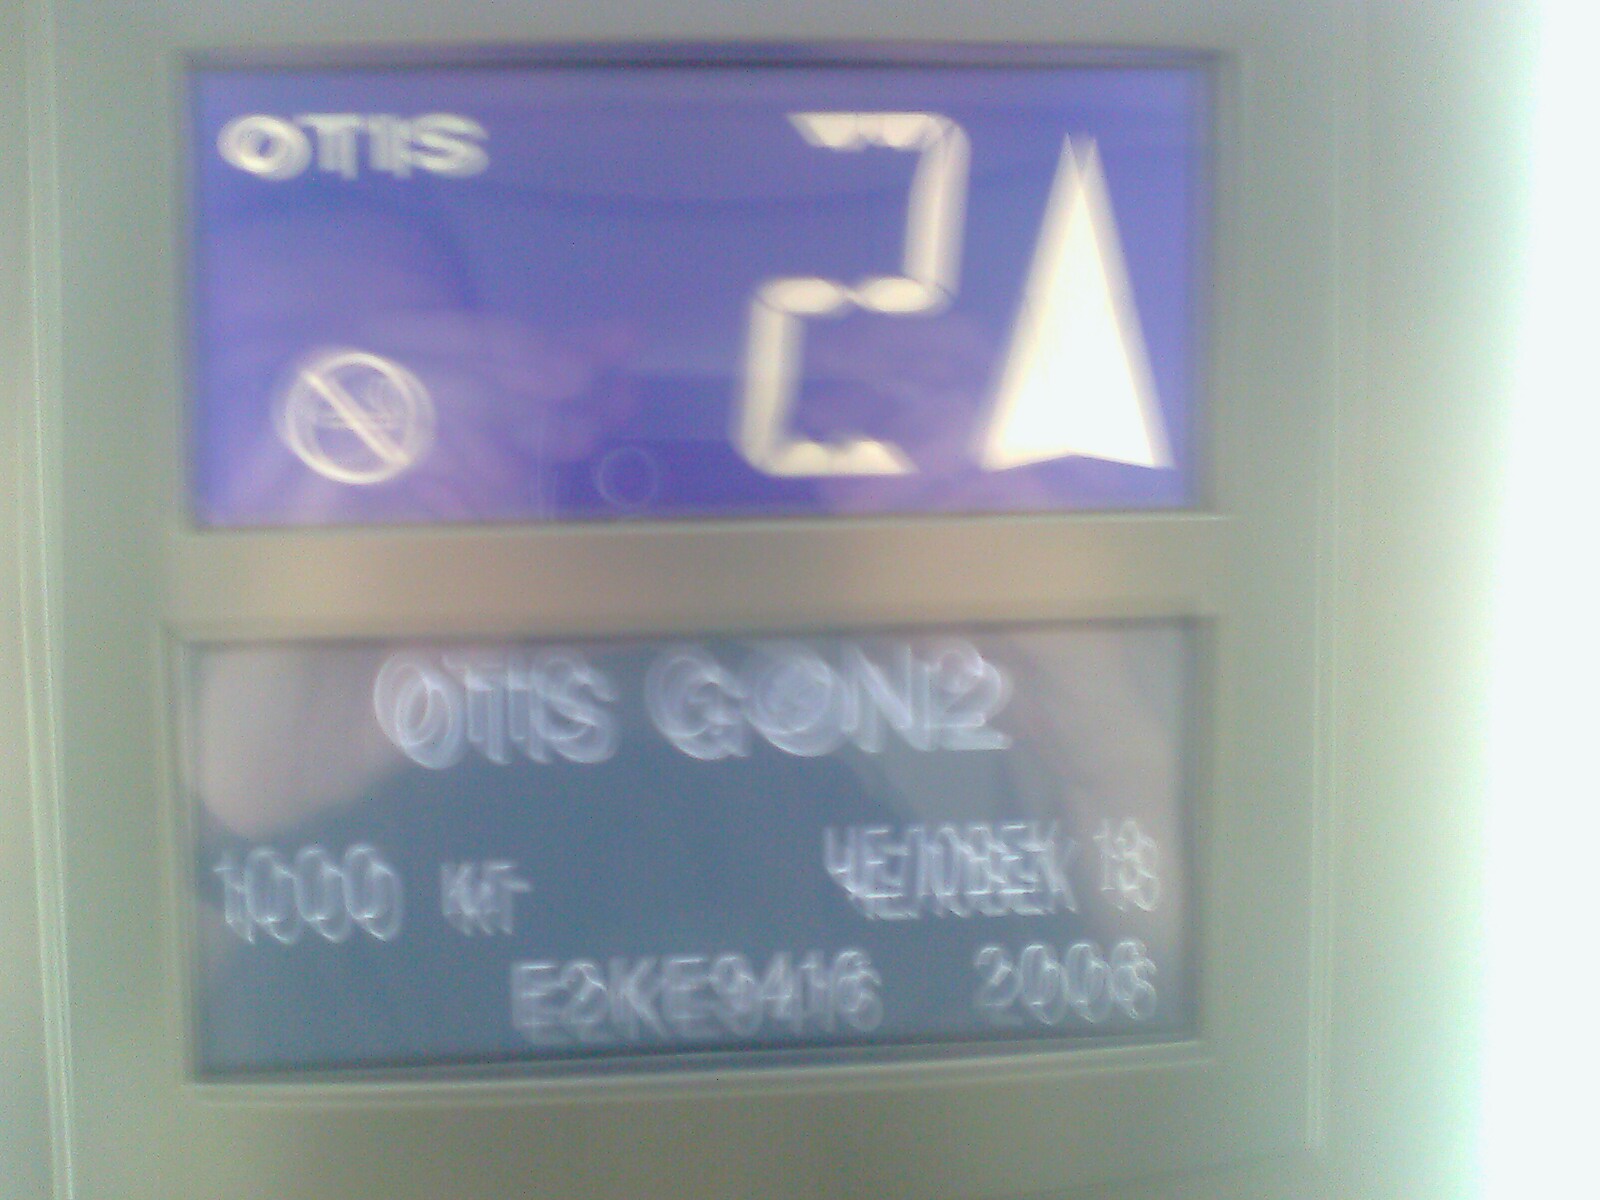 OTIS
2
OTIS GEN2
1000 КГ
ЧЕЛОВЕК 13
E2KE9416 2006